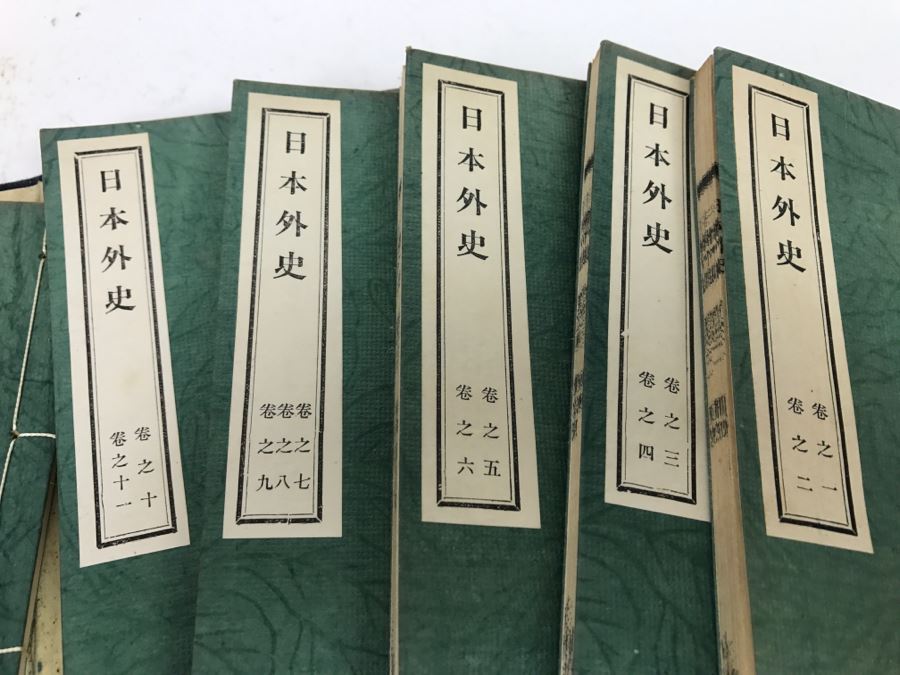 日本外史
卷之一
卷之二
日本外史
卷之三
卷之四
日本外史
卷之五
卷之六
日本外史
卷之七
卷之八
卷之九
日本外史
卷之十
卷之十一